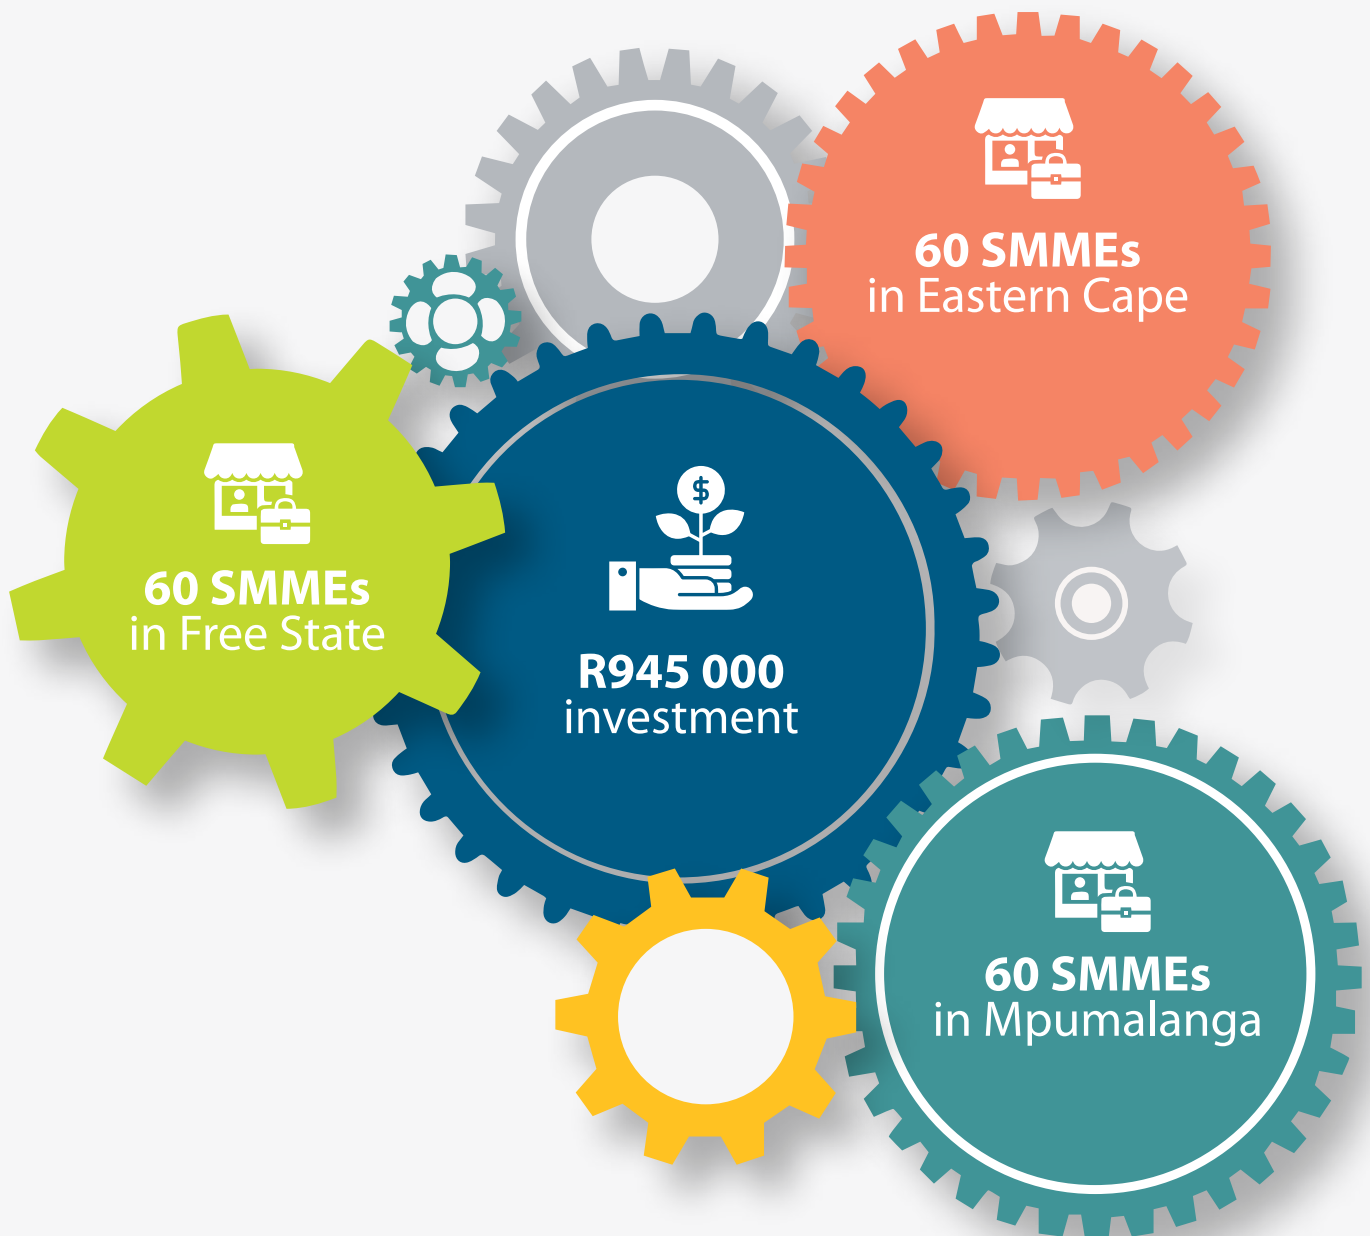 60 SMMEs
in Eastern Cape
60 SMMEs
in Free State
$
R945 000
investment
60 SMMEs
in Mpumalanga